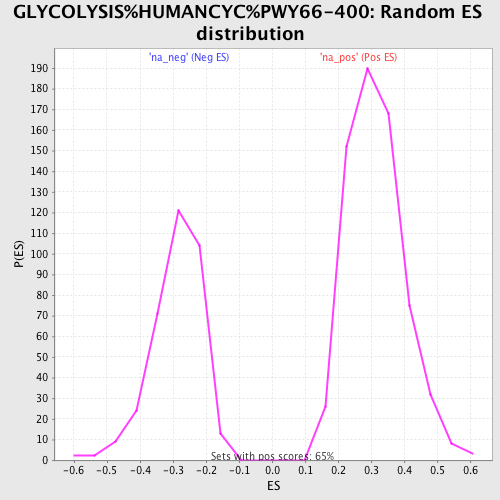 GLYCOLYSIS%HUMANCYC%PWY66-400: Random ES
distribution
'na_neg' (Neg ES)
'na_pos' (Pos ES)
190
180
170
160
150
140
130
120
110
100
90
80
70
60
50
40
30
20
10
0
P(ES)
Sets with pos scores: 65%
-0.6 -0.5 -0.4 -0.3 -0.2 -0.1 0.0 0.1 0.2 0.3 0.4 0.5 0.6
ES